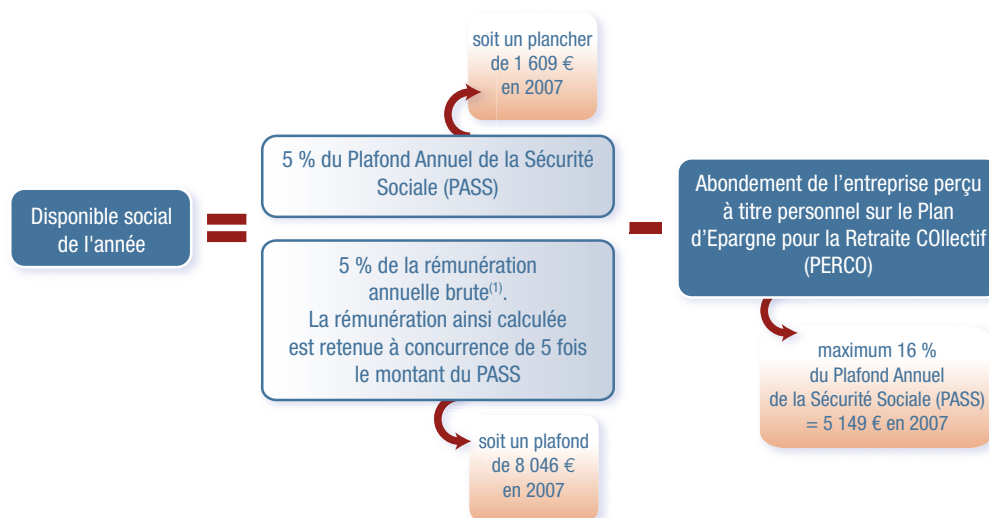 soit un plancher
de 1 609 €
en 2007
5 % du Plafond Annuel de la Sécurité
Sociale (PASS)
Disponible social
de l'année
=
5 % de la rémunération
annuelle brute(1).
La rémunération ainsi calculée
est retenue à concurrence de 5 fois
le montant du PASS
soit un plafond
de 8 046 €
en 2007
–
Abondement de l’entreprise perçu
à titre personnel sur le Plan
d’Epargne pour la Retraite COllectif
(PERCO)
maximum 16 %
du Plafond Annuel
de la Sécurité Sociale (PASS)
= 5 149 € en 2007